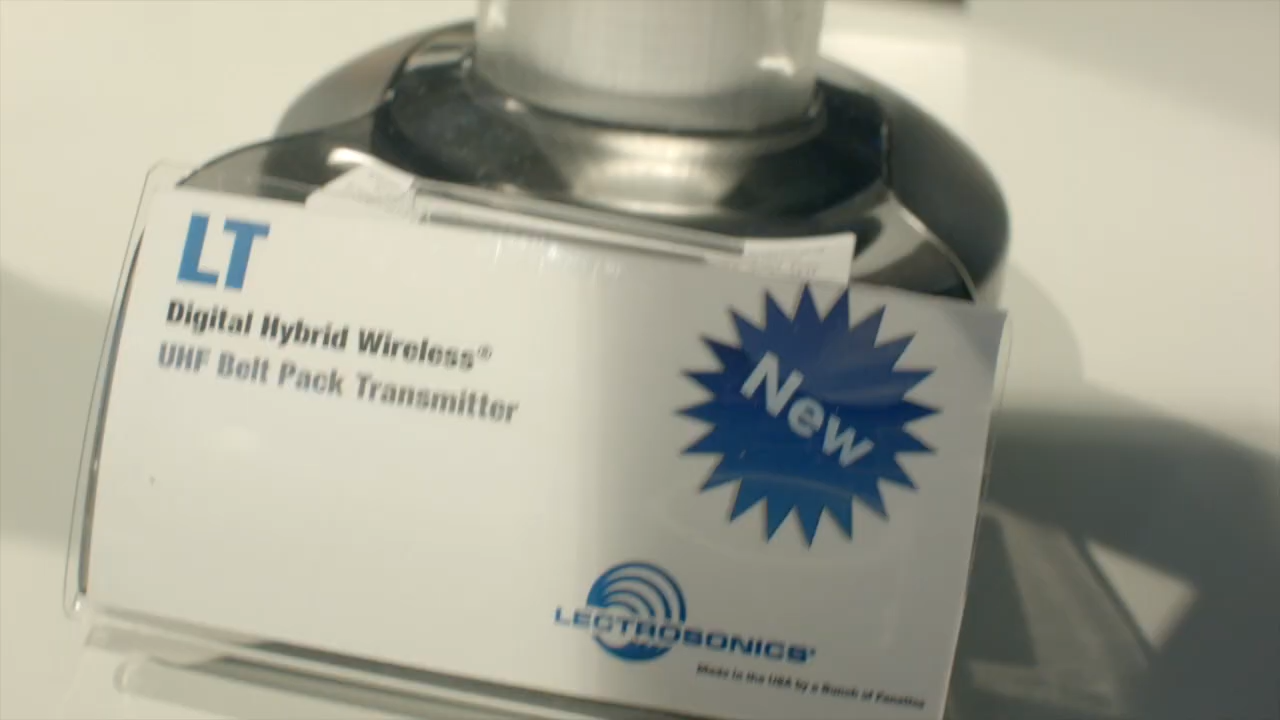 LT
Digital Hybrid Wireless®
UHF Belt Pack Transmitter
New
LECTROSONICS®
Made in the USA by a Bunch of Fanatics